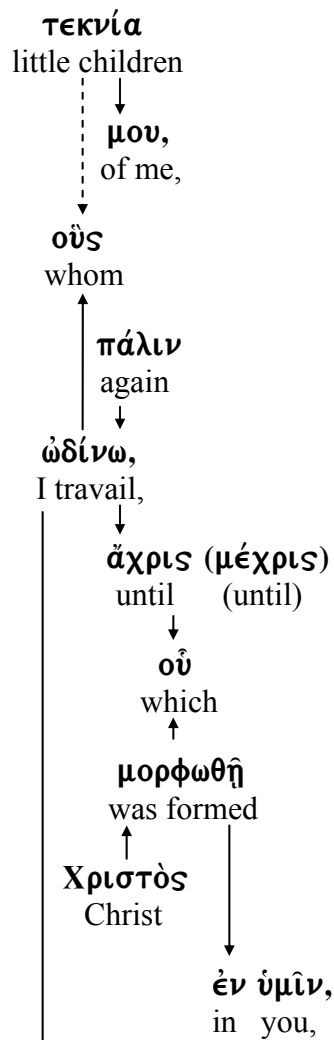 τεκνία
little children
μου,
of me,
οὓς
whom
πάλιν
again
ὠδίνω,
I travail,
ἄχρις (μέχρις)
until (until)
οὗ
which
μορφωθῇ
was formed
Χριστὸς
Christ
ἐν ὑμῖν,
in you,